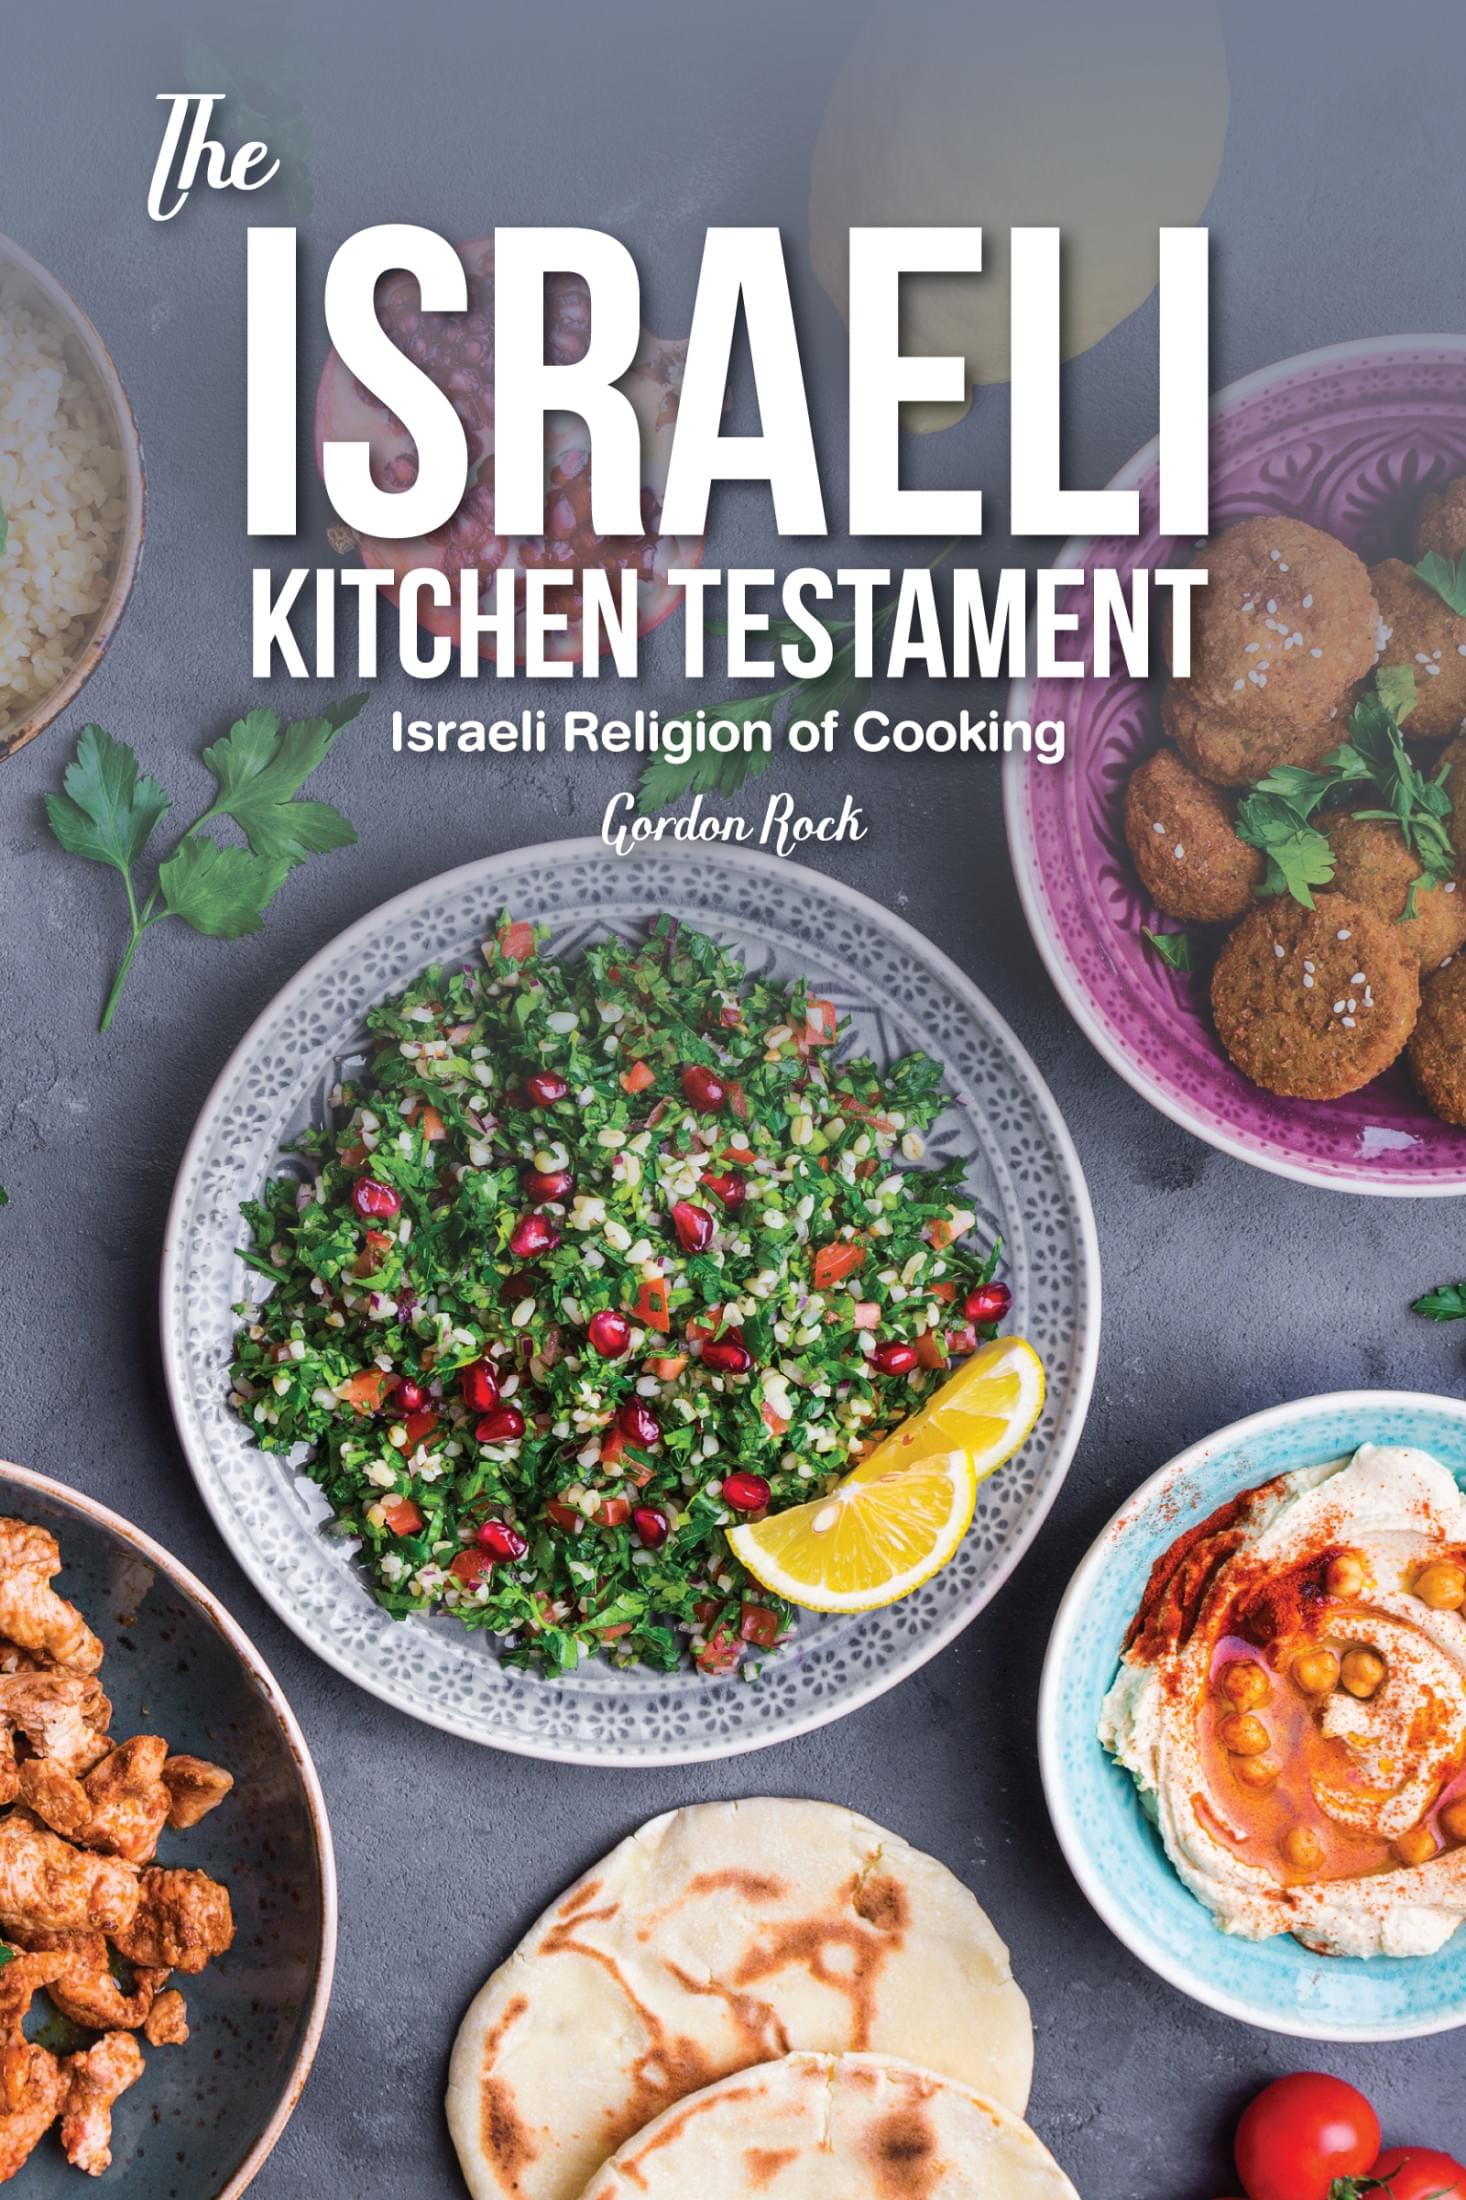 The
ISRAELI
KITCHEN TESTAMENT
Israeli Religion of Cooking
Gordon Rock